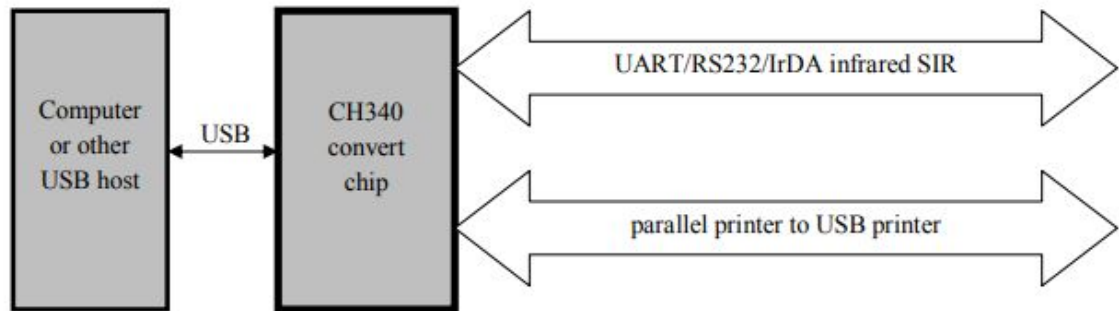 Computer
or other
USB host
USB
CH340
convert
chip
UART/RS232/IrDA infrared SIR
parallel printer to USB printer